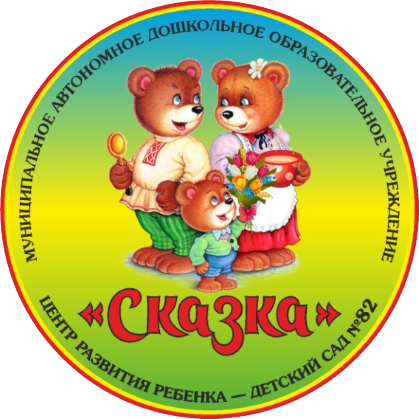 МУНИЦИПАЛЬНОЕ АВТОНОМНОЕ ДОШКОЛЬНОЕ ОБРАЗОВАТЕЛЬНОЕ УЧРЕЖДЕНИЕ
«Сказка»
ЦЕНТР РАЗВИТИЯ РЕБЕНКА — ДЕТСКИЙ САД №82